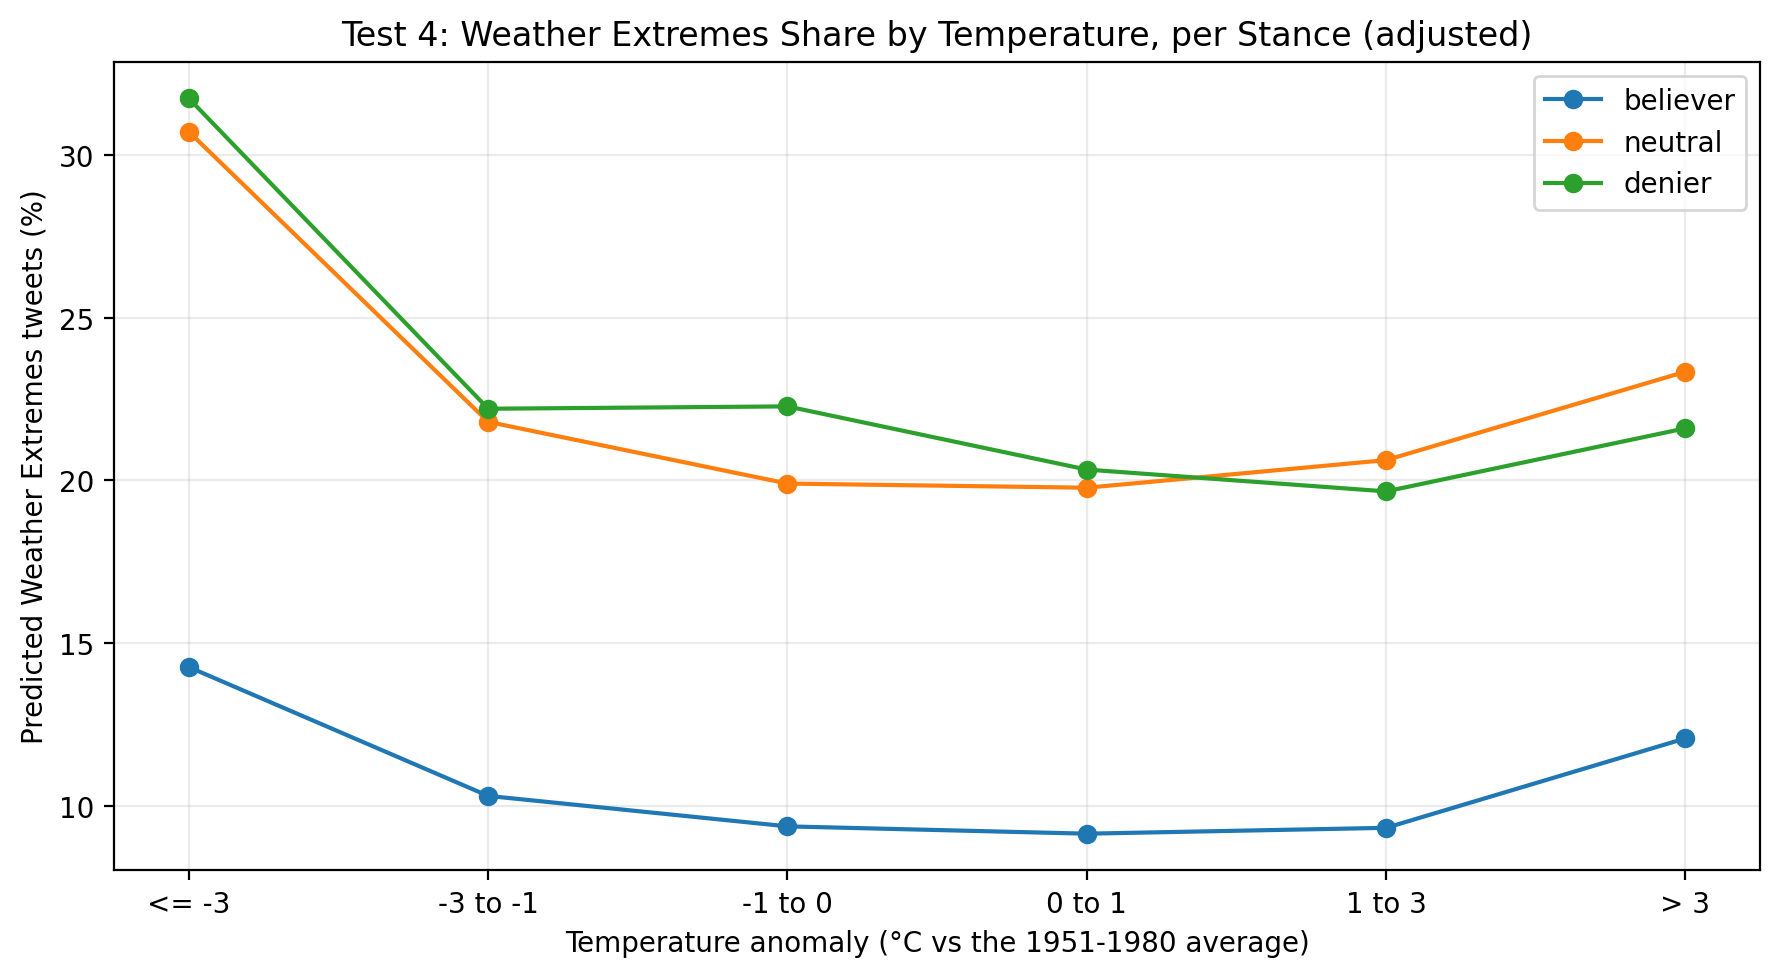 Test 4: Weather Extremes Share by Temperature, per Stance (adjusted)
believer
neutral
denier
Predicted Weather Extremes tweets (%)
30
25
20
15
10
<= -3
-3 to -1
-1 to 0
0 to 1
1 to 3
> 3
Temperature anomaly (°C vs the 1951-1980 average)